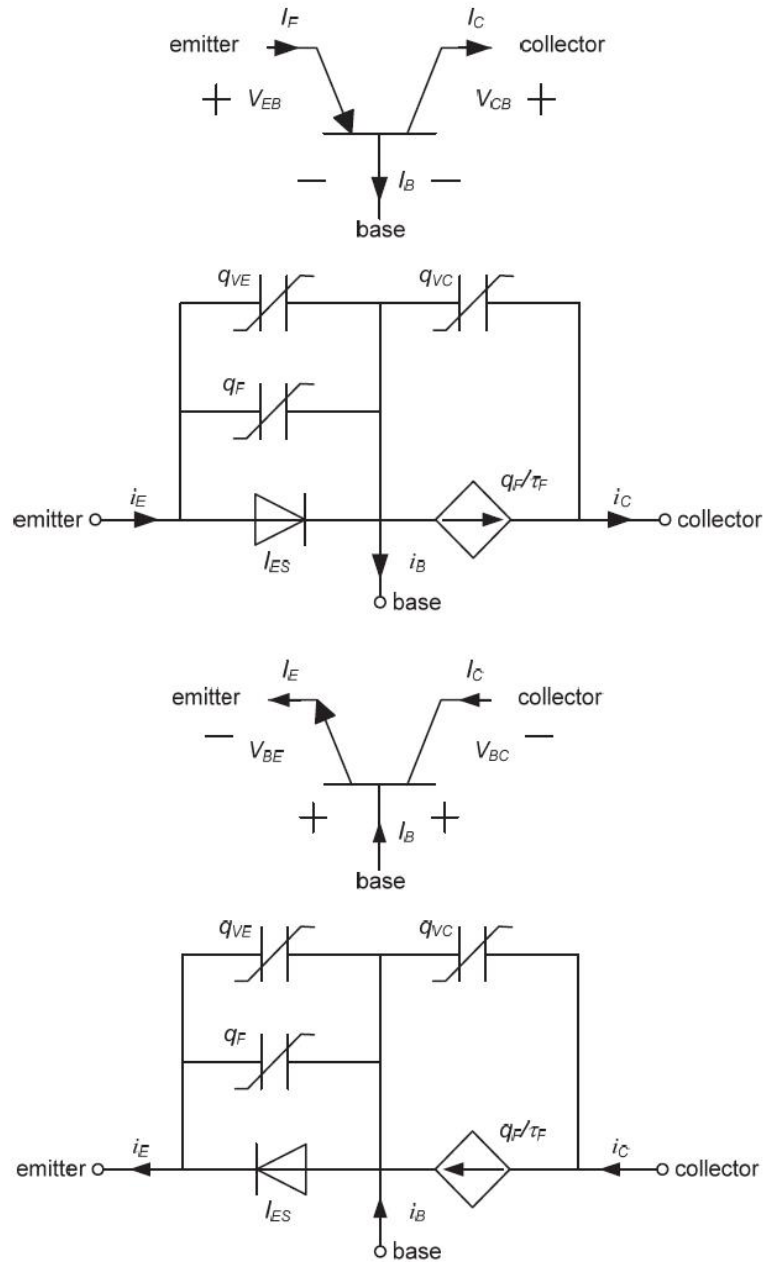 I_F I_C
emitter collector
+ V_EB V_CB +
− I_B −
base
q_VE q_VC
q_F
q_F/τ_F
i_E i_C
emitter collector
I_ES i_B
base
I_E I_C
emitter collector
− V_BE V_BC −
+ I_B +
base
q_VE q_VC
q_F
q_F/τ_F
i_E i_C
emitter collector
I_ES i_B
base